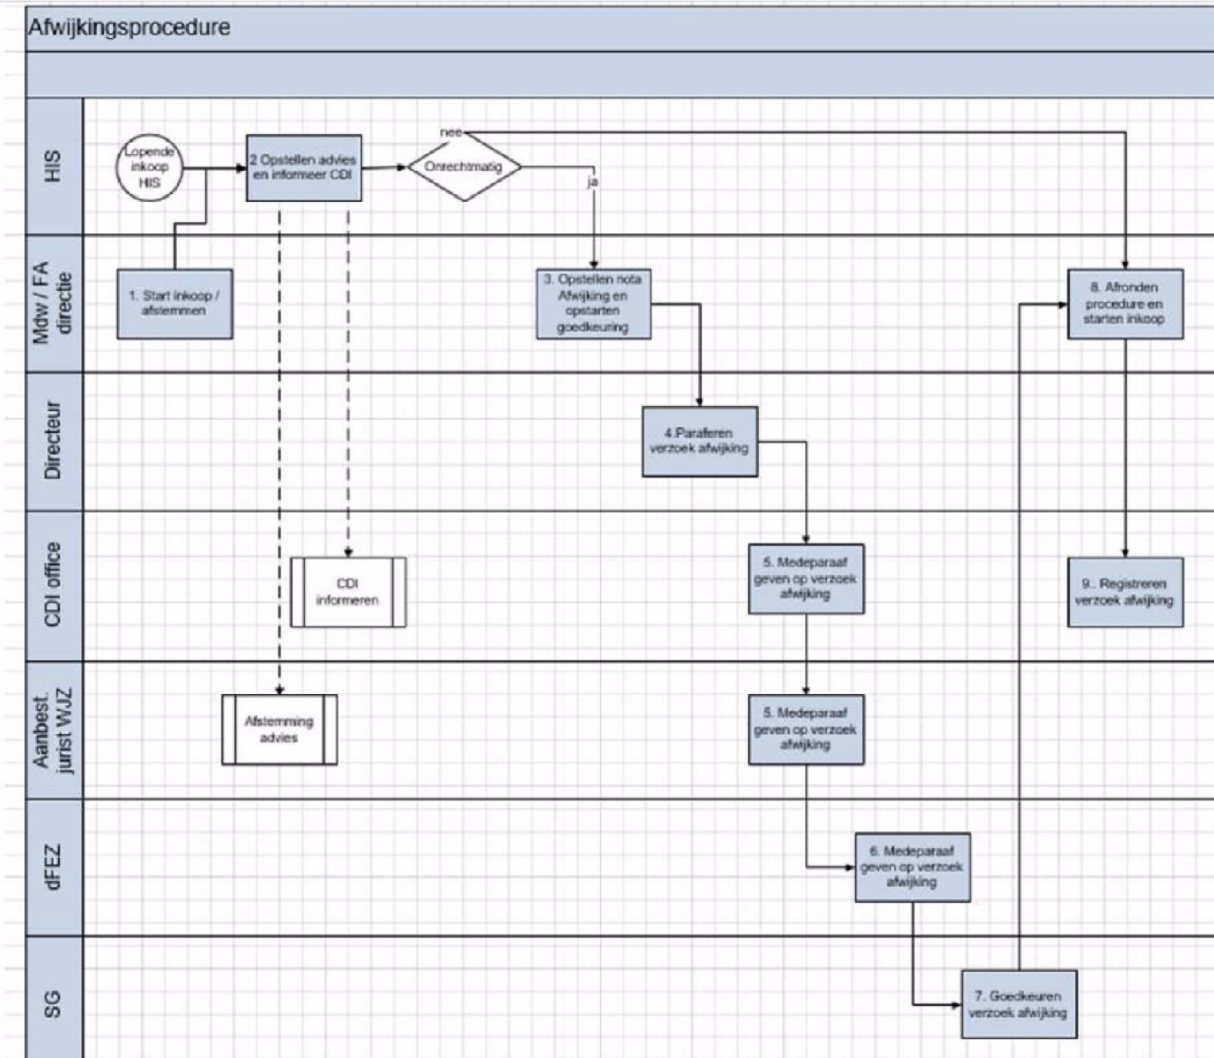 Afwijkingsprocedure
HIS
Lopende
inkoop
HIS
2 Opstellen advies
en informeer CDI
Onrechtmatig
nee
ja
Mdw / FA
directie
1. Start inkoop /
afstemmen
3. Opstellen nota
Afwijking en
opstarten
goedkeuring
8. Afronden
procedure en
starten inkoop
Directeur
4.Paraferen
verzoek afwijking
CDI office
CDI
informeren
5. Medeparaaf
geven op verzoek
afwijking
9.. Registreren
verzoek afwijking
Aanbest.
jurist WJZ
Afstemming
advies
5. Medeparaaf
geven op verzoek
afwijking
dFEZ
6. Medeparaaf
geven op verzoek
afwijking
SG
7. Goedkeuren
verzoek afwijking